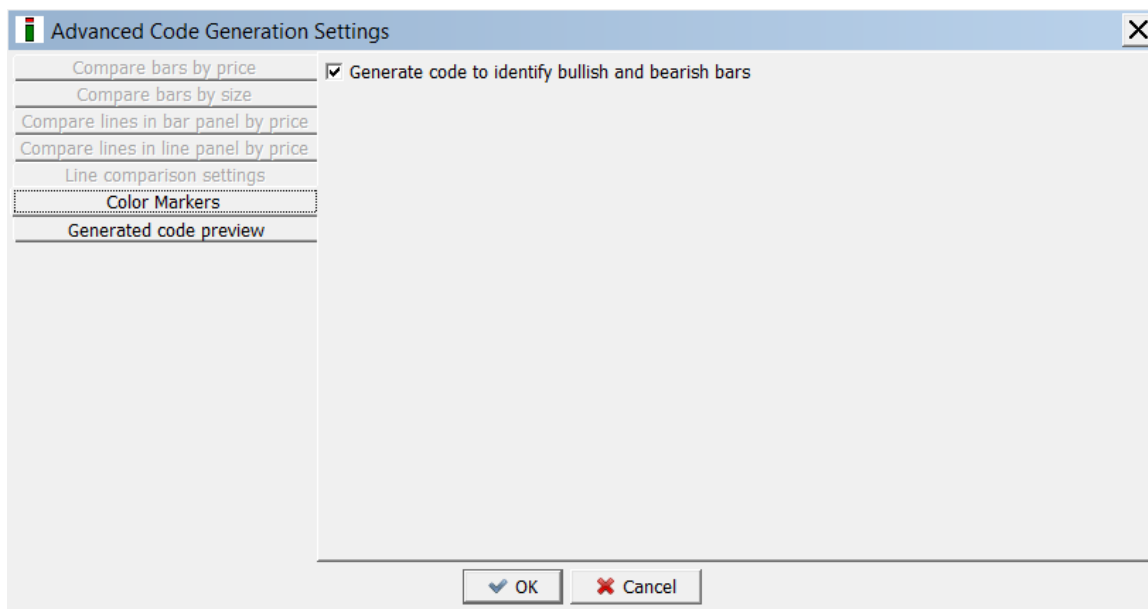 Advanced Code Generation Settings
Compare bars by price
Compare bars by size
Compare lines in bar panel by price
Compare lines in line panel by price
Line comparison settings
Color Markers
Generated code preview
Generate code to identify bullish and bearish bars
OK
Cancel